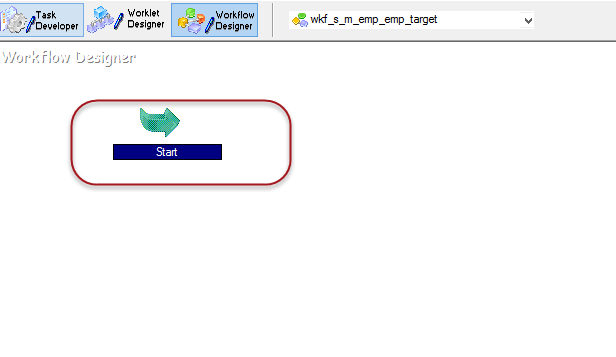 Task
Developer
Worklet
Designer
Workflow
Designer
wkf_s_m_emp_emp_target
Workflow Designer
Start